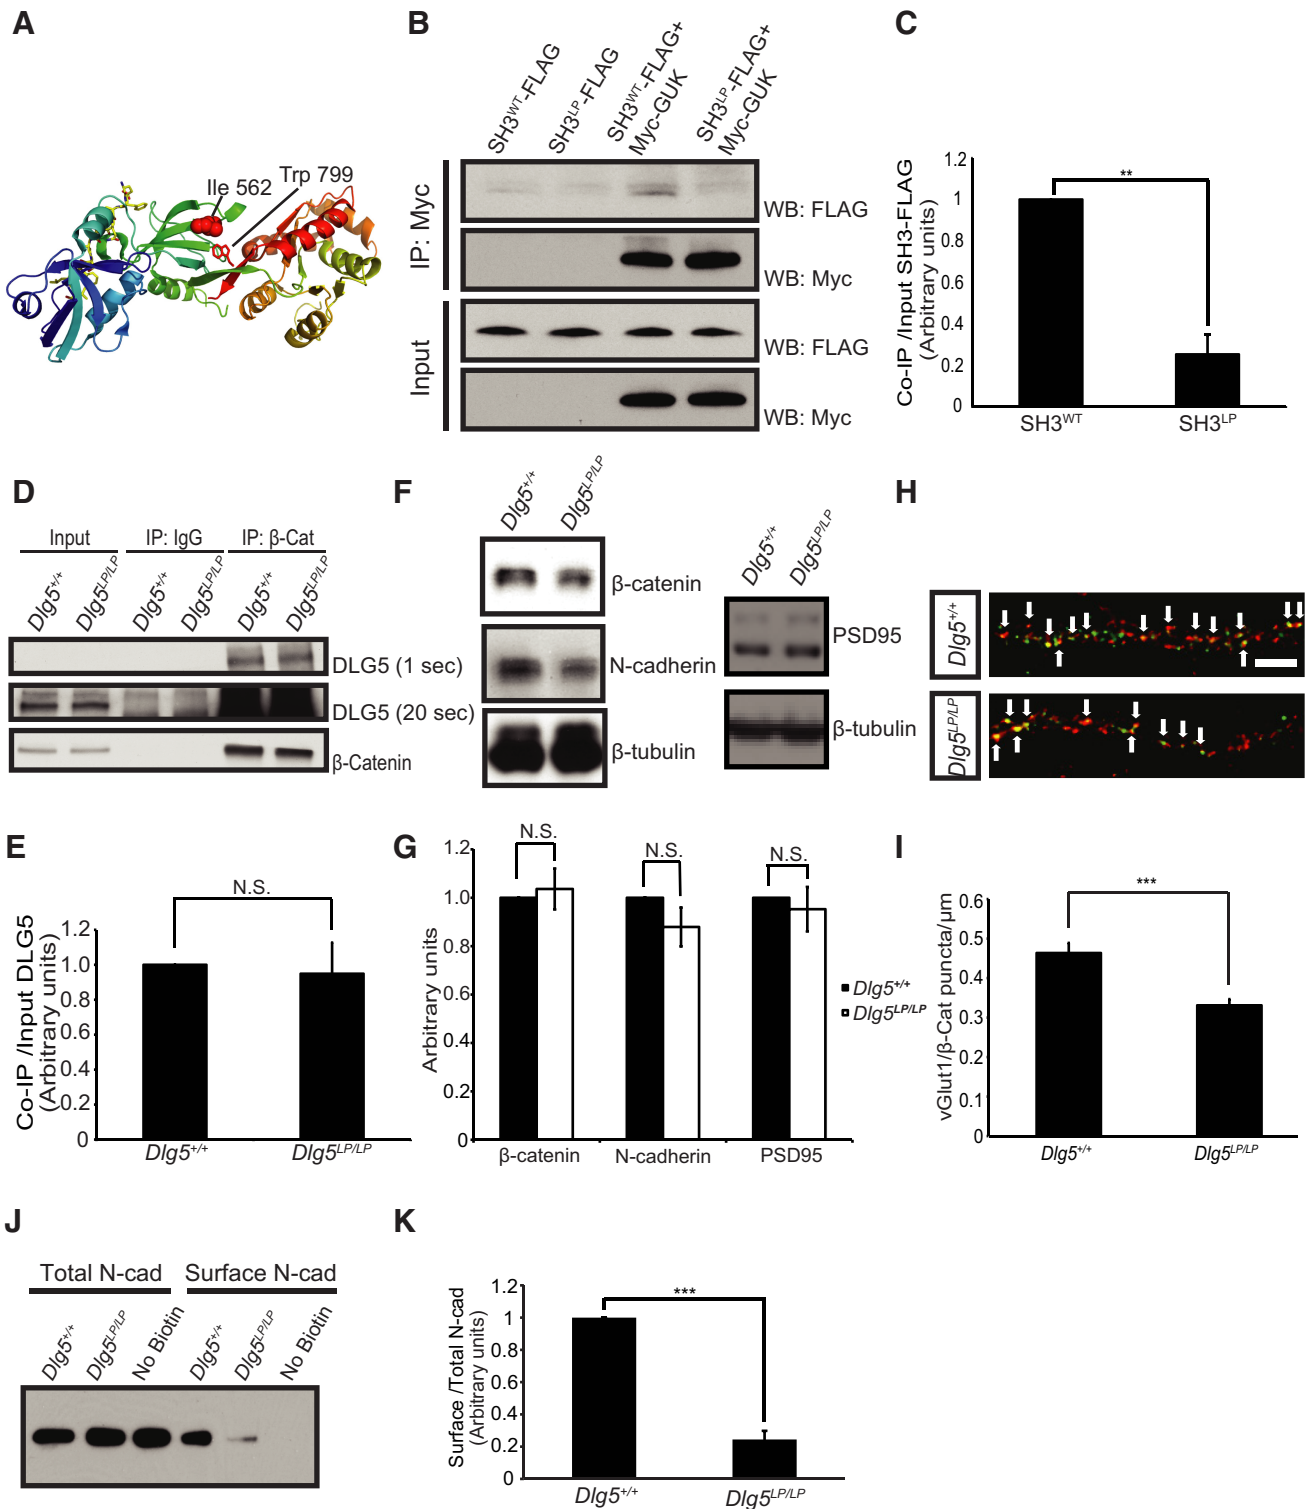 A
Ile 562
Trp 799
B
SH3WT-FLAG
SH3LP-FLAG
SH3WT-FLAG+
Myc-GUK
SH3LP-FLAG+
Myc-GUK
IP: Myc
WB: FLAG
WB: Myc
Input
WB: FLAG
WB: Myc
C
Co-IP /Input SH3-FLAG
(Arbitrary units)
1.2
1
0.8
0.6
0.4
0.2
0
**
SH3WT
SH3LP
D
Input
IP: IgG
IP: β-Cat
Dlg5+/+
Dlg5LP/LP
Dlg5+/+
Dlg5LP/LP
Dlg5+/+
Dlg5LP/LP
DLG5 (1 sec)
DLG5 (20 sec)
β-Catenin
E
Co-IP /Input DLG5
(Arbitrary units)
1.2
1.0
0.8
0.6
0.4
0.2
0
N.S.
Dlg5+/+
Dlg5LP/LP
F
Dlg5+/+
Dlg5LP/LP
β-catenin
N-cadherin
β-tubulin
Dlg5+/+
Dlg5LP/LP
PSD95
β-tubulin
G
Arbitrary units
1.2
1.0
0.8
0.6
0.4
0.2
0
N.S.
N.S.
N.S.
β-catenin
N-cadherin
PSD95
Dlg5+/+
Dlg5LP/LP
H
Dlg5+/+
Dlg5LP/LP
I
vGlut1/β-Cat puncta/μm
0.6
0.5
0.4
0.3
0.2
0.1
0
***
Dlg5+/+
Dlg5LP/LP
J
Total N-cad
Surface N-cad
Dlg5+/+
Dlg5LP/LP
No Biotin
Dlg5+/+
Dlg5LP/LP
No Biotin
K
Surface /Total N-cad
(Arbitrary units)
1.2
1
0.8
0.6
0.4
0.2
0
***
Dlg5+/+
Dlg5LP/LP